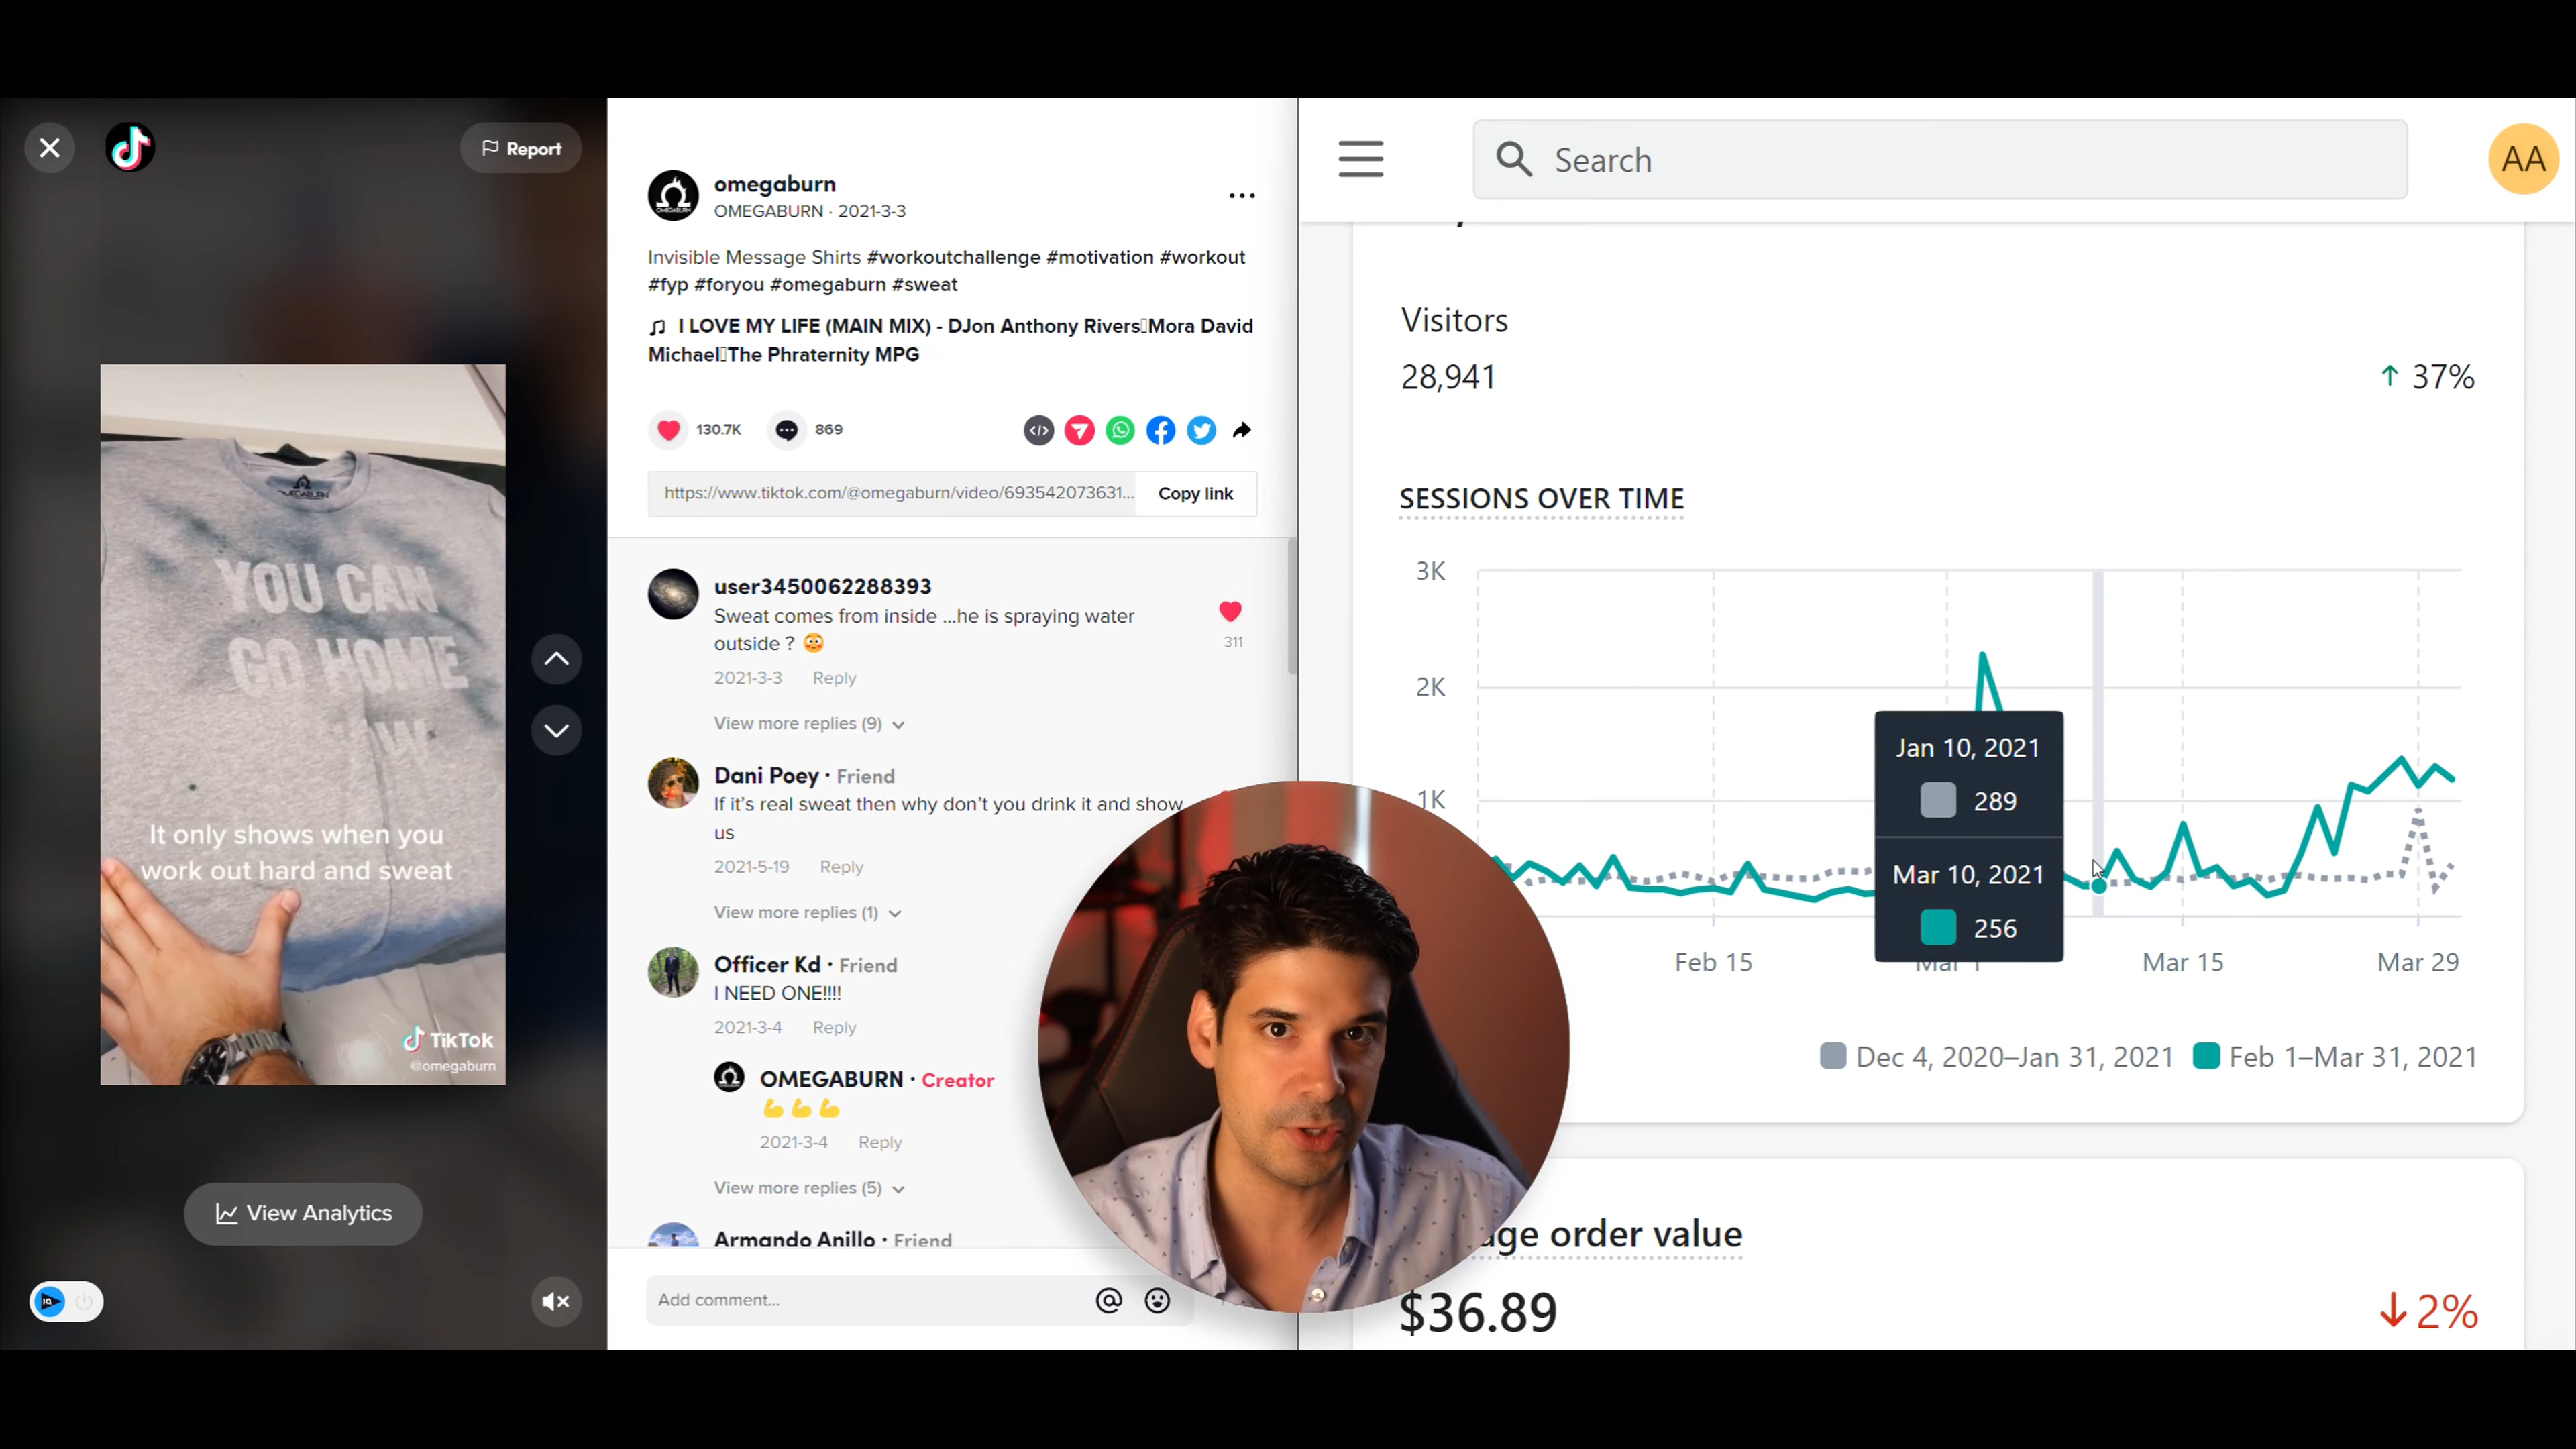 Report
YOU CAN
GO HOME
It only shows when you
work out hard and sweat
TikTok
@omegaburn
View Analytics
omegaburn
OMEGABURN · 2021-3-3
Invisible Message Shirts #workoutchallenge #motivation #workout
#fyp #foryou #omegaburn #sweat
I LOVE MY LIFE (MAIN MIX) - DJon Anthony Rivers▯Mora David
Michael▯The Phraternity MPG
130.7K
869
https://www.tiktok.com/@omegaburn/video/693542073631...
Copy link
user3450062288393
Sweat comes from inside ...he is spraying water
outside ? 😳
311
2021-3-3 Reply
View more replies (9)
Dani Poey · Friend
If it's real sweat then why don't you drink it and show
us
2021-5-19 Reply
View more replies (1)
Officer Kd · Friend
I NEED ONE!!!!
2021-3-4 Reply
OMEGABURN · Creator
💪💪💪
2021-3-4 Reply
View more replies (5)
Armando Anillo · Friend
Add comment...
Search
AA
Visitors
28,941
↑ 37%
SESSIONS OVER TIME
3K
2K
1K
Jan 10, 2021
289
Mar 10, 2021
256
Feb 15
Mar 1
Mar 15
Mar 29
Dec 4, 2020–Jan 31, 2021
Feb 1–Mar 31, 2021
age order value
$36.89
↓ 2%